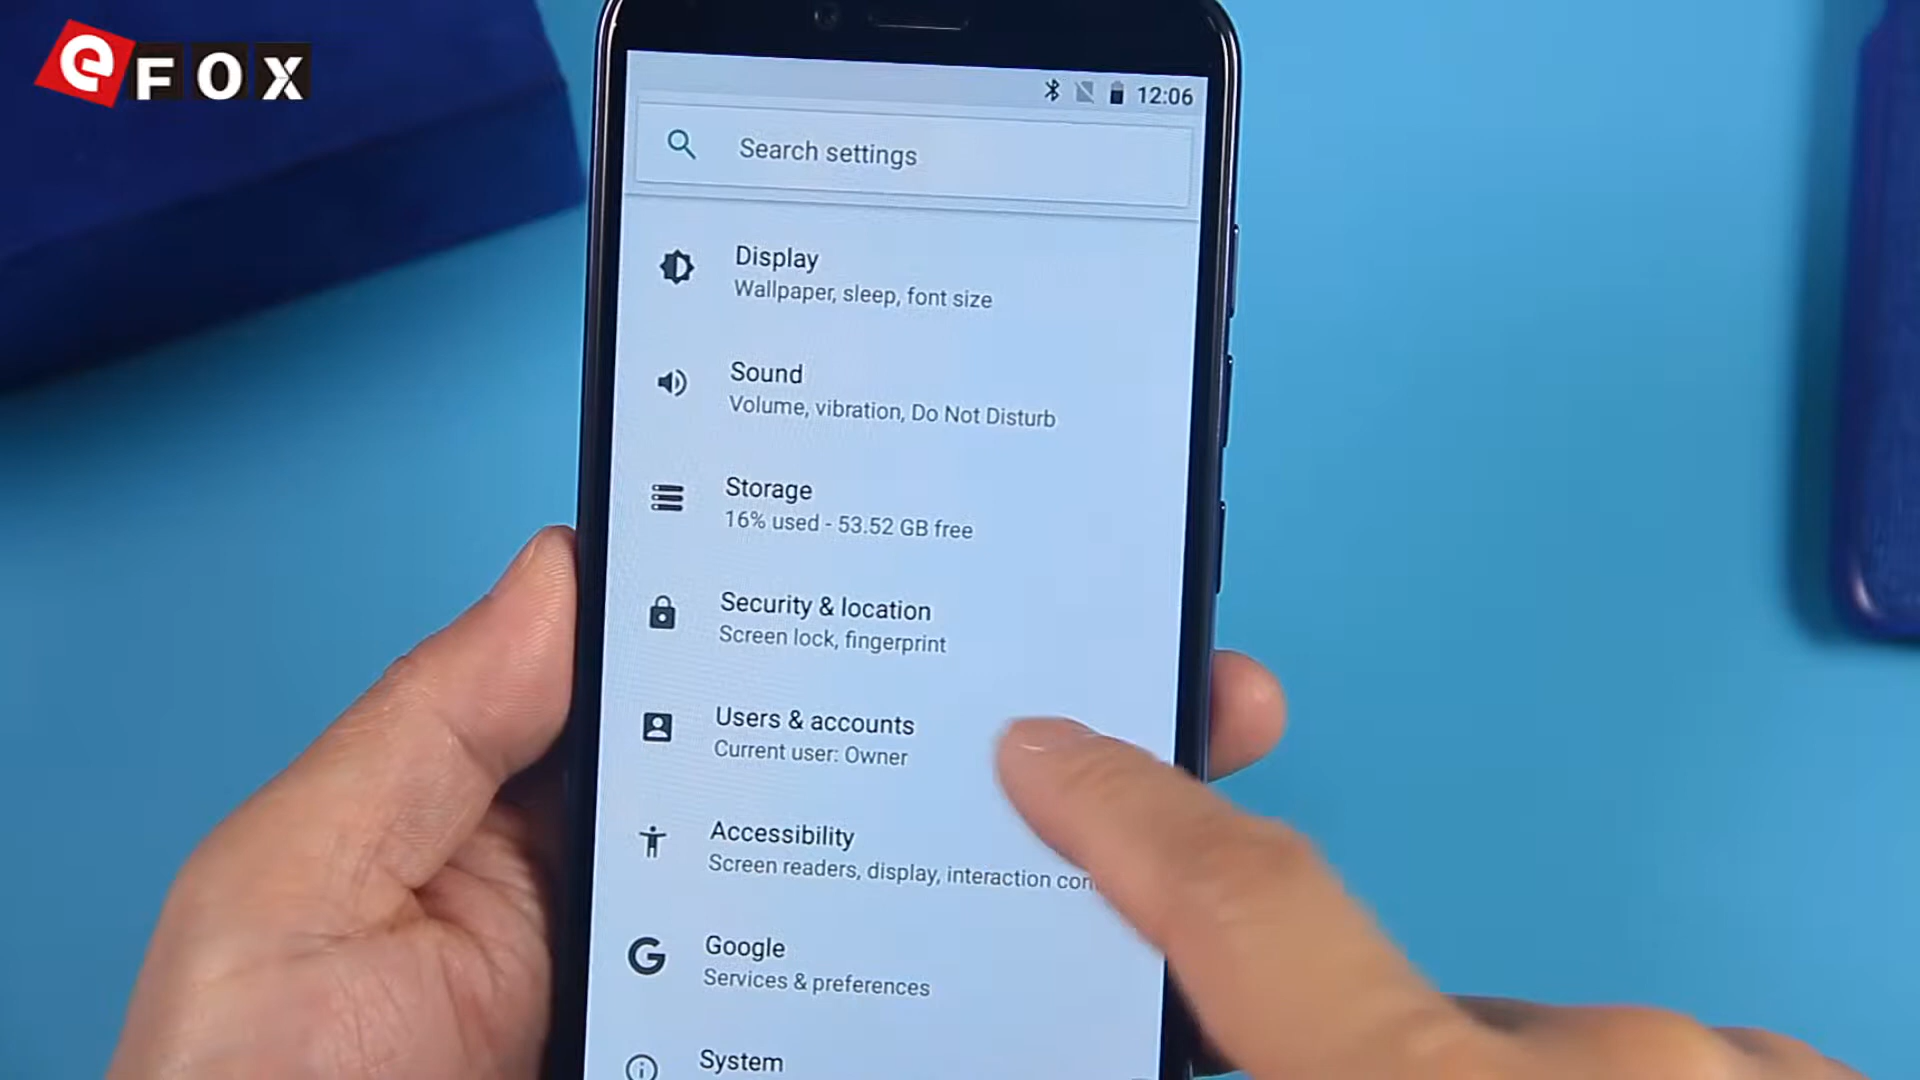 eFOX
12:06
Search settings
Display
Wallpaper, sleep, font size
Sound
Volume, vibration, Do Not Disturb
Storage
16% used - 53.52 GB free
Security & location
Screen lock, fingerprint
Users & accounts
Current user: Owner
Accessibility
Screen readers, display, interaction
Google
Services & preferences
System